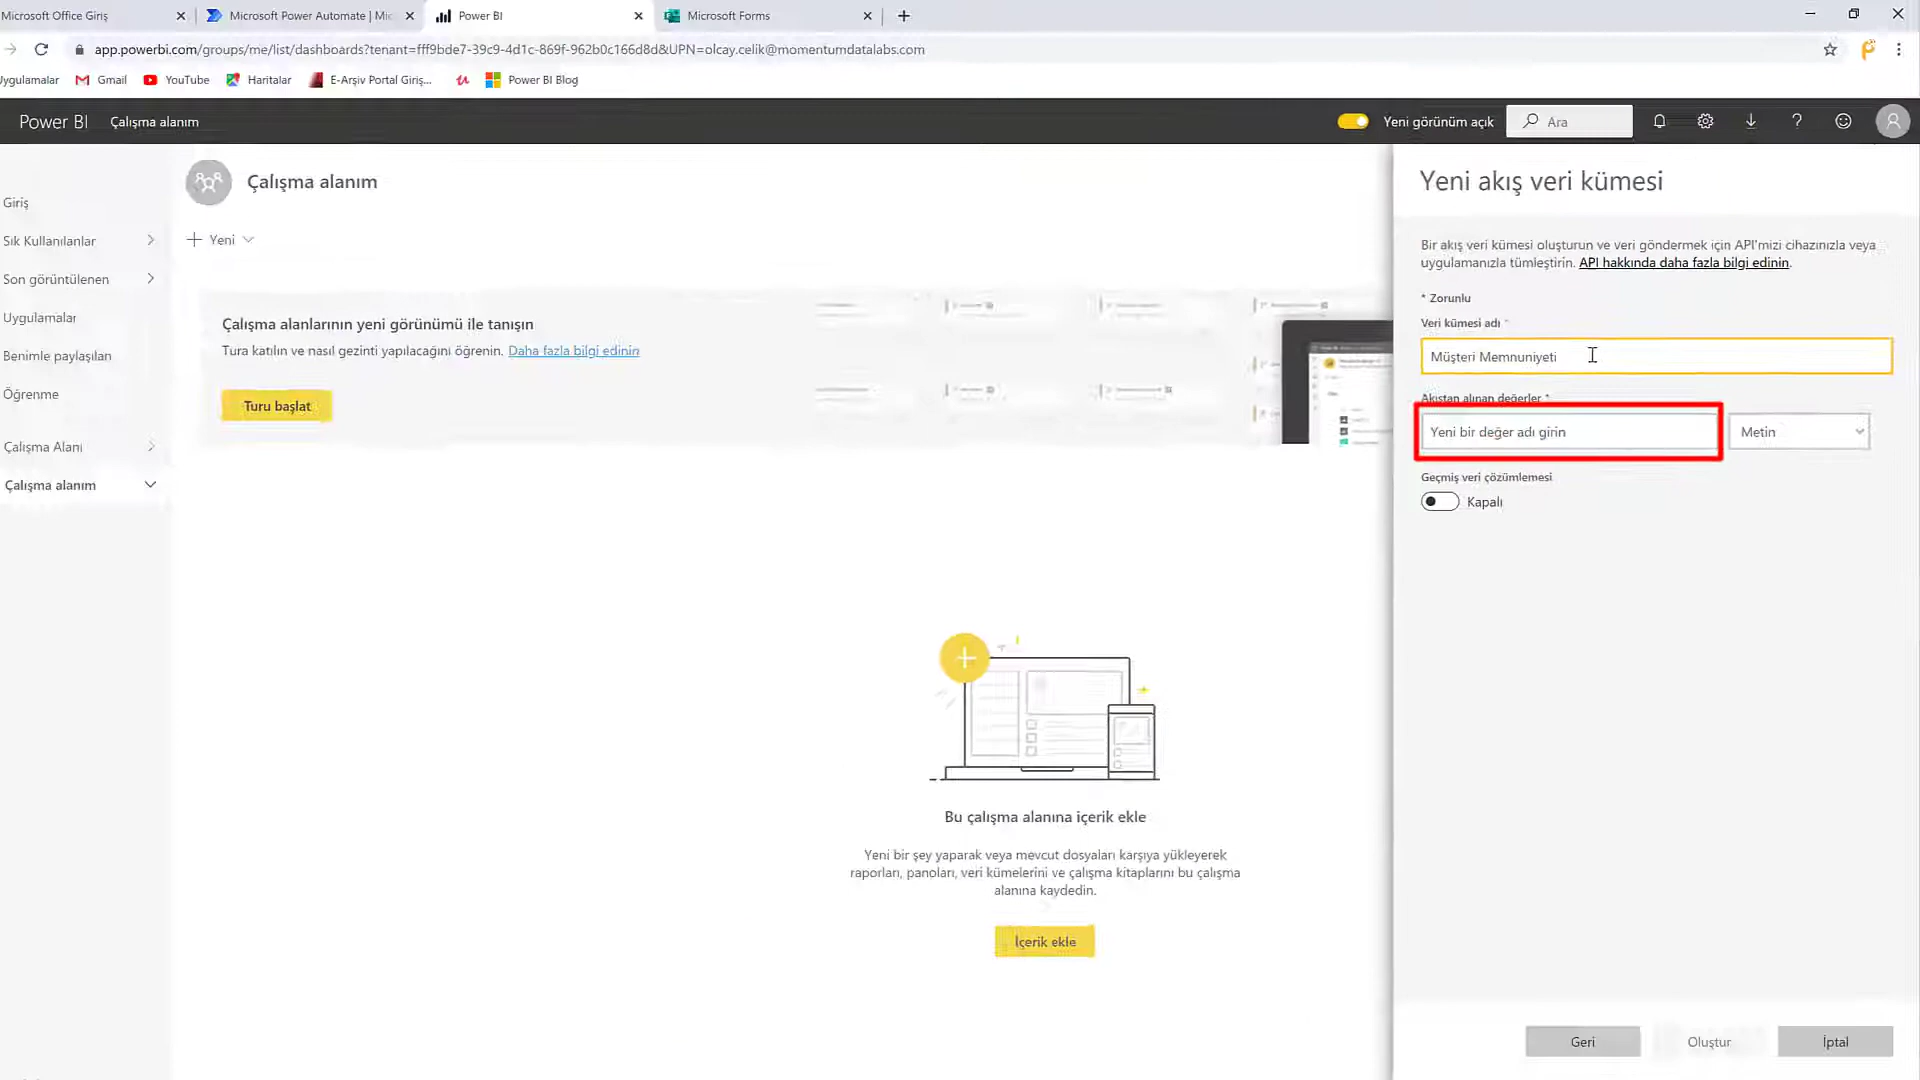 Microsoft Office Giriş
Microsoft Power Automate | Mic
Power BI
Microsoft Forms
app.powerbi.com/groups/me/list/dashboards?tenant=fff9bde7-39c9-4d1c-869f-962b0c166d8d&UPN=olcay.celik@momentumdatalabs.com
Uygulamalar
Gmail
YouTube
Haritalar
E-Arşiv Portal Giriş...
Power BI Blog
Power BI
Çalışma alanım
Yeni görünüm açık
Ara
Giriş
Sık Kullanılanlar
Son görüntülenen
Uygulamalar
Benimle paylaşılan
Öğrenme
Çalışma Alanı
Çalışma alanım
Çalışma alanım
Yeni
Çalışma alanlarının yeni görünümü ile tanışın
Tura katılın ve nasıl gezinti yapılacağını öğrenin. Daha fazla bilgi edinin
Turu başlat
Bu çalışma alanına içerik ekle
Yeni bir şey yaparak veya mevcut dosyaları karşıya yükleyerek
raporları, panoları, veri kümelerini ve çalışma kitaplarını bu çalışma
alanına kaydedin.
İçerik ekle
Yeni akış veri kümesi
Bir akış veri kümesi oluşturun ve veri göndermek için API'mizi cihazınızla veya
uygulamanızla tümleştirin. API hakkında daha fazla bilgi edinin.
* Zorunlu
Veri kümesi adı *
Müşteri Memnuniyeti
Akıştan alınan değerler *
Yeni bir değer adı girin
Metin
Geçmiş veri çözümlemesi
Kapalı
Geri
Oluştur
İptal